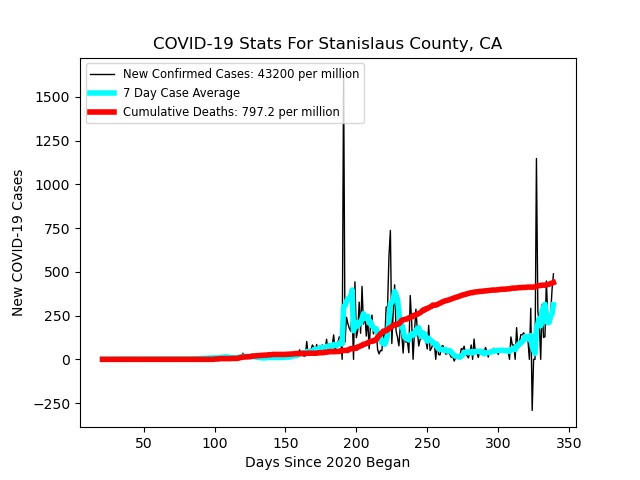 COVID-19 Stats For Stanislaus County, CA
New Confirmed Cases: 43200 per million
7 Day Case Average
Cumulative Deaths: 797.2 per million
New COVID-19 Cases
1500
1250
1000
750
500
250
0
−250
50 100 150 200 250 300 350
Days Since 2020 Began